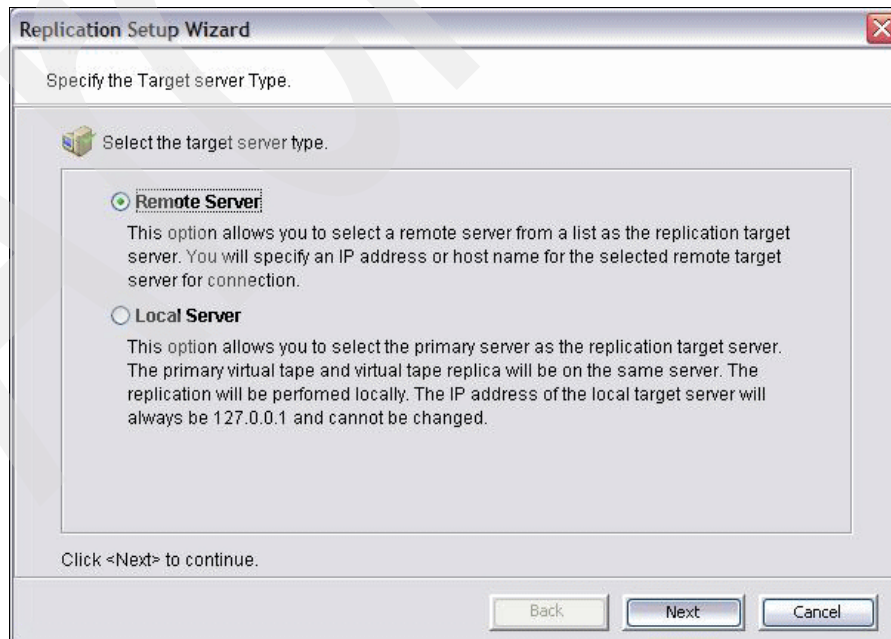 Replication Setup Wizard
Specify the Target server Type.
Select the target server type.
Remote Server
This option allows you to select a remote server from a list as the replication target
server. You will specify an IP address or host name for the selected remote target
server for connection.
Local Server
This option allows you to select the primary server as the replication target server.
The primary virtual tape and virtual tape replica will be on the same server. The
replication will be perfomed locally. The IP address of the local target server will
always be 127.0.0.1 and cannot be changed.
Click <Next> to continue.
Back
Next
Cancel